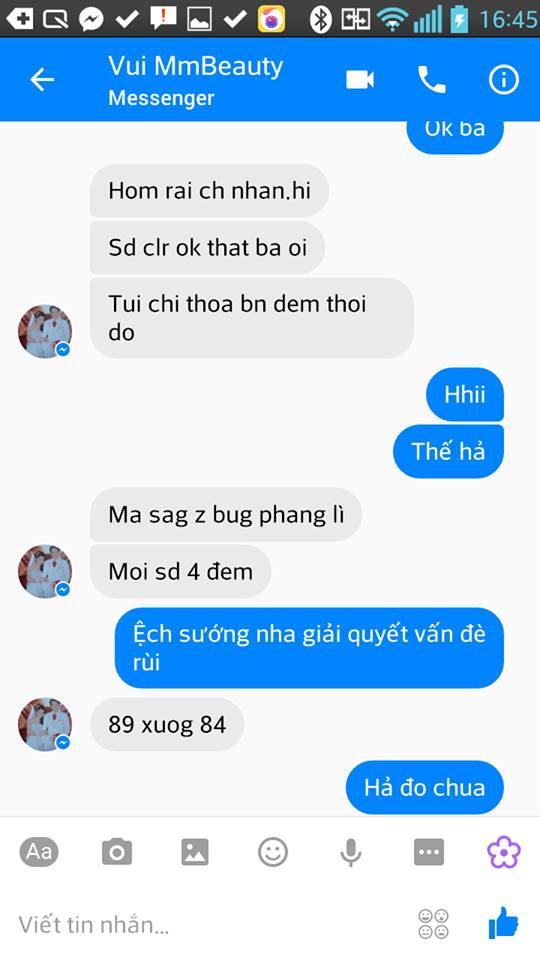 16:45
Vui MmBeauty
Messenger
Ok ba
Hom rai ch nhan.hi
Sd clr ok that ba oi
Tui chi thoa bn dem thoi
do
Hhii
Thế hả
Ma sag z bug phang lì
Moi sd 4 đem
Ệch sướng nha giải quyết vấn đè
rùi
89 xuog 84
Hả đo chua
Aa
Viết tin nhắn...